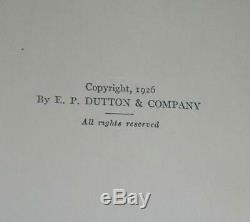 Copyright, 1926
By E. P. DUTTON & COMPANY
All rights reserved